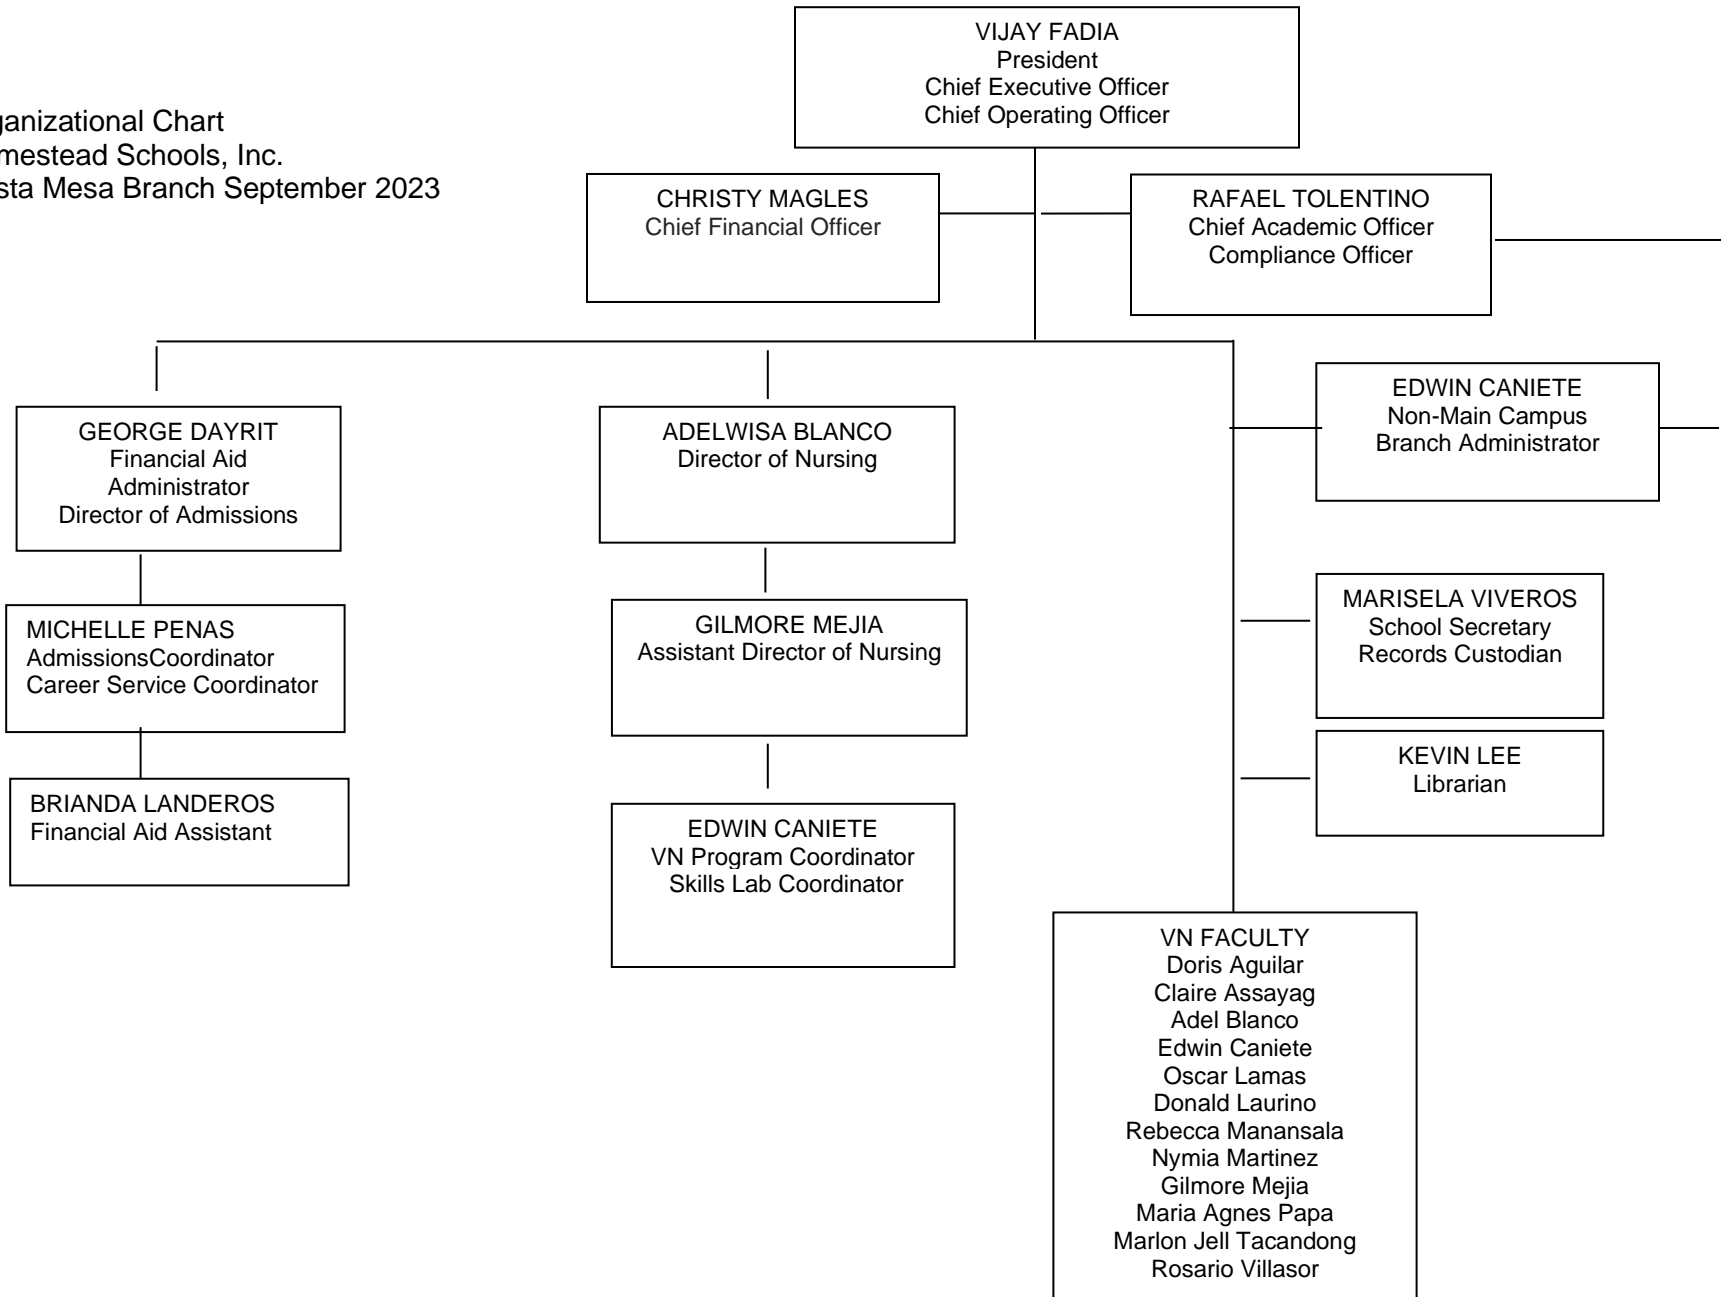 VIJAY FADIA
President
Chief Executive Officer
Chief Operating Officer
ganizational Chart
mestead Schools, Inc.
sta Mesa Branch September 2023
CHRISTY MAGLES
Chief Financial Officer
RAFAEL TOLENTINO
Chief Academic Officer
Compliance Officer
GEORGE DAYRIT
Financial Aid
Administrator
Director of Admissions
ADELWISA BLANCO
Director of Nursing
EDWIN CANIETE
Non-Main Campus
Branch Administrator
MICHELLE PENAS
AdmissionsCoordinator
Career Service Coordinator
GILMORE MEJIA
Assistant Director of Nursing
MARISELA VIVEROS
School Secretary
Records Custodian
BRIANDA LANDEROS
Financial Aid Assistant
EDWIN CANIETE
VN Program Coordinator
Skills Lab Coordinator
KEVIN LEE
Librarian
VN FACULTY
Doris Aguilar
Claire Assayag
Adel Blanco
Edwin Caniete
Oscar Lamas
Donald Laurino
Rebecca Manansala
Nymia Martinez
Gilmore Mejia
Maria Agnes Papa
Marlon Jell Tacandong
Rosario Villasor